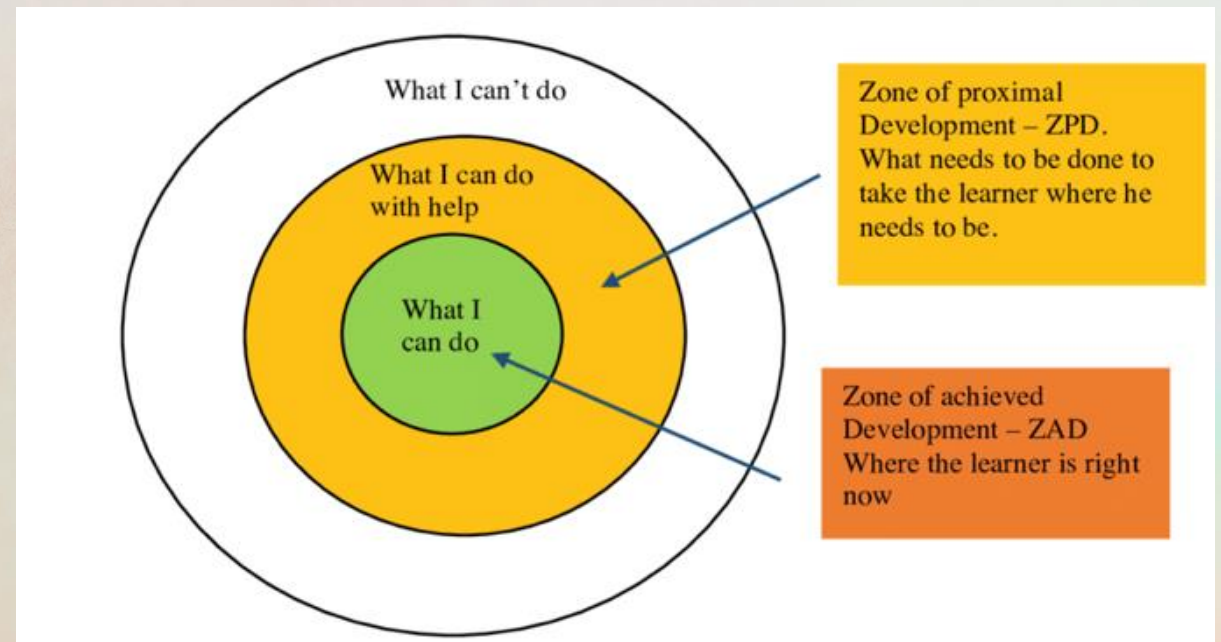 What I can’t do
What I can do
with help
What I
can do
Zone of proximal
Development – ZPD.
What needs to be done to
take the learner where he
needs to be.
Zone of achieved
Development – ZAD
Where the learner is right
now